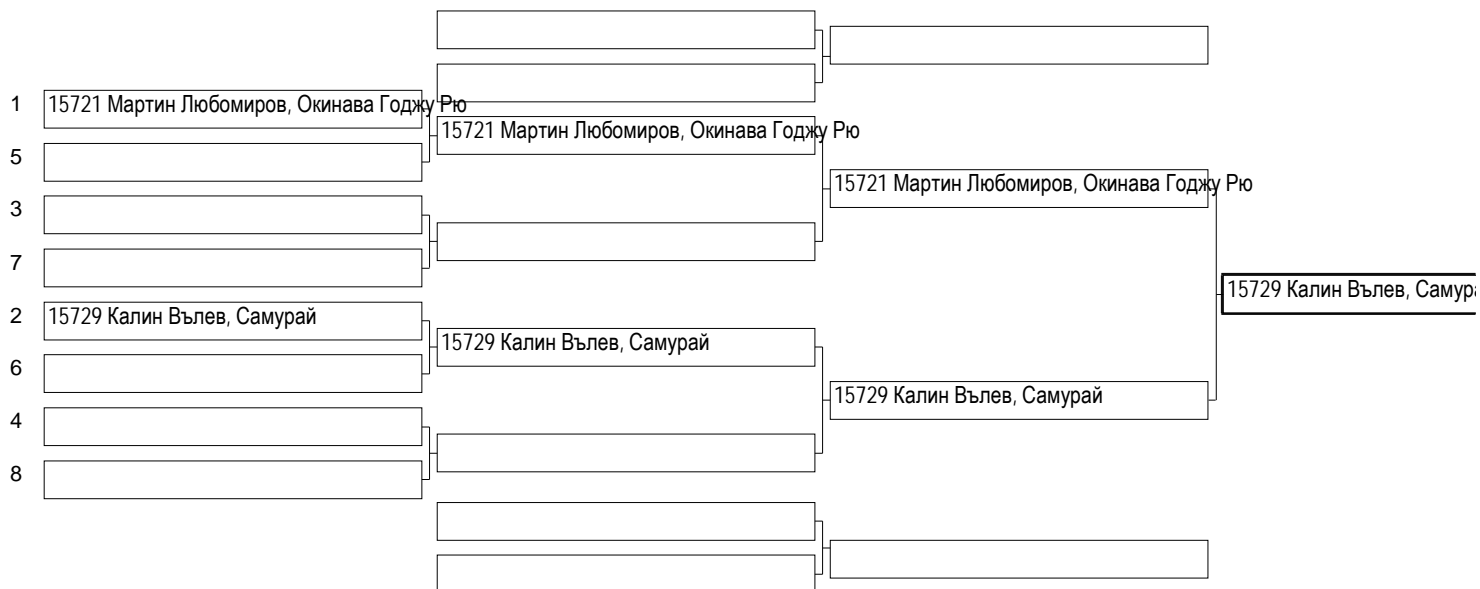 1 15721 Мартин Любомиров, Окинава Годжу Рю
15721 Мартин Любомиров, Окинава Годжу Рю
5
15721 Мартин Любомиров, Окинава Годжу Рю
3
7
15729 Калин Вълев, Самура
2 15729 Калин Вълев, Самурай
15729 Калин Вълев, Самурай
6
15729 Калин Вълев, Самурай
4
8